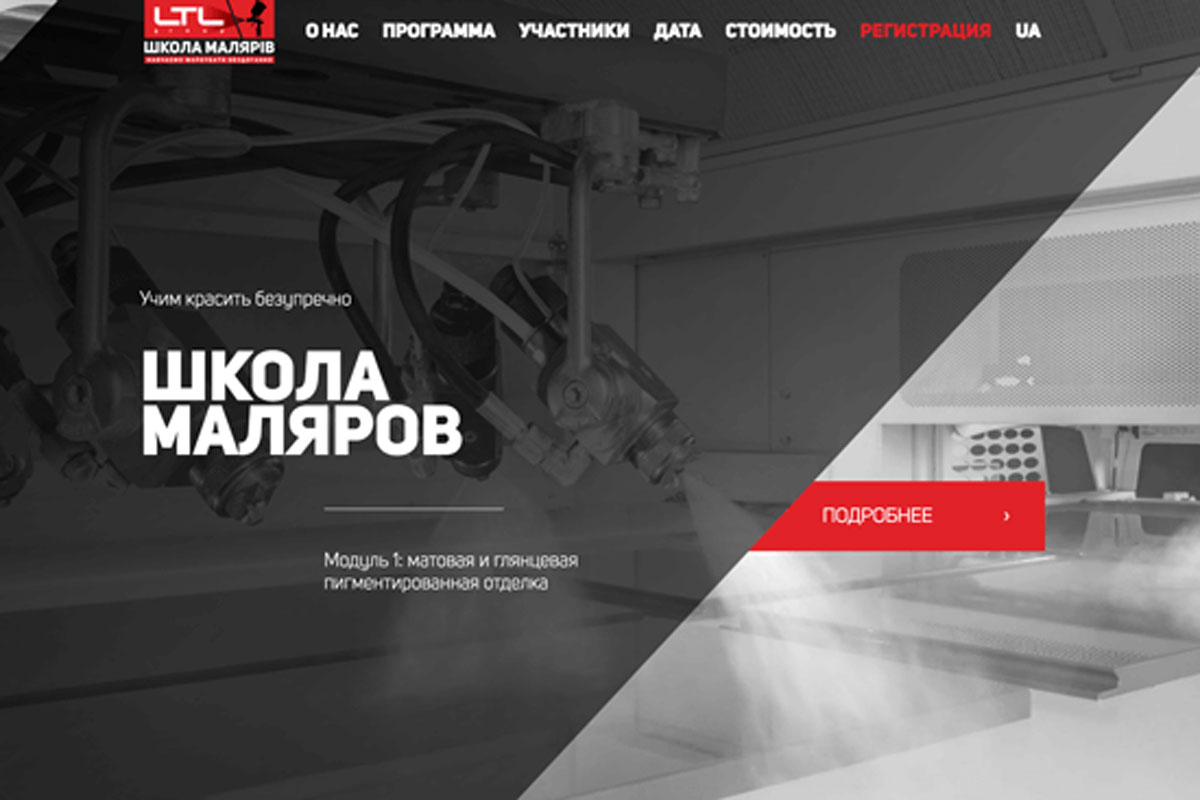 LTL
ШКОЛА МАЛЯРІВ
О НАС ПРОГРАММА УЧАСТНИКИ ДАТА СТОИМОСТЬ РЕГИСТРАЦИЯ UA
Учим красить безупречно
ШКОЛА
МАЛЯРОВ
ПОДРОБНЕЕ ›
Модуль 1: матовая и глянцевая
пигментированная отделка